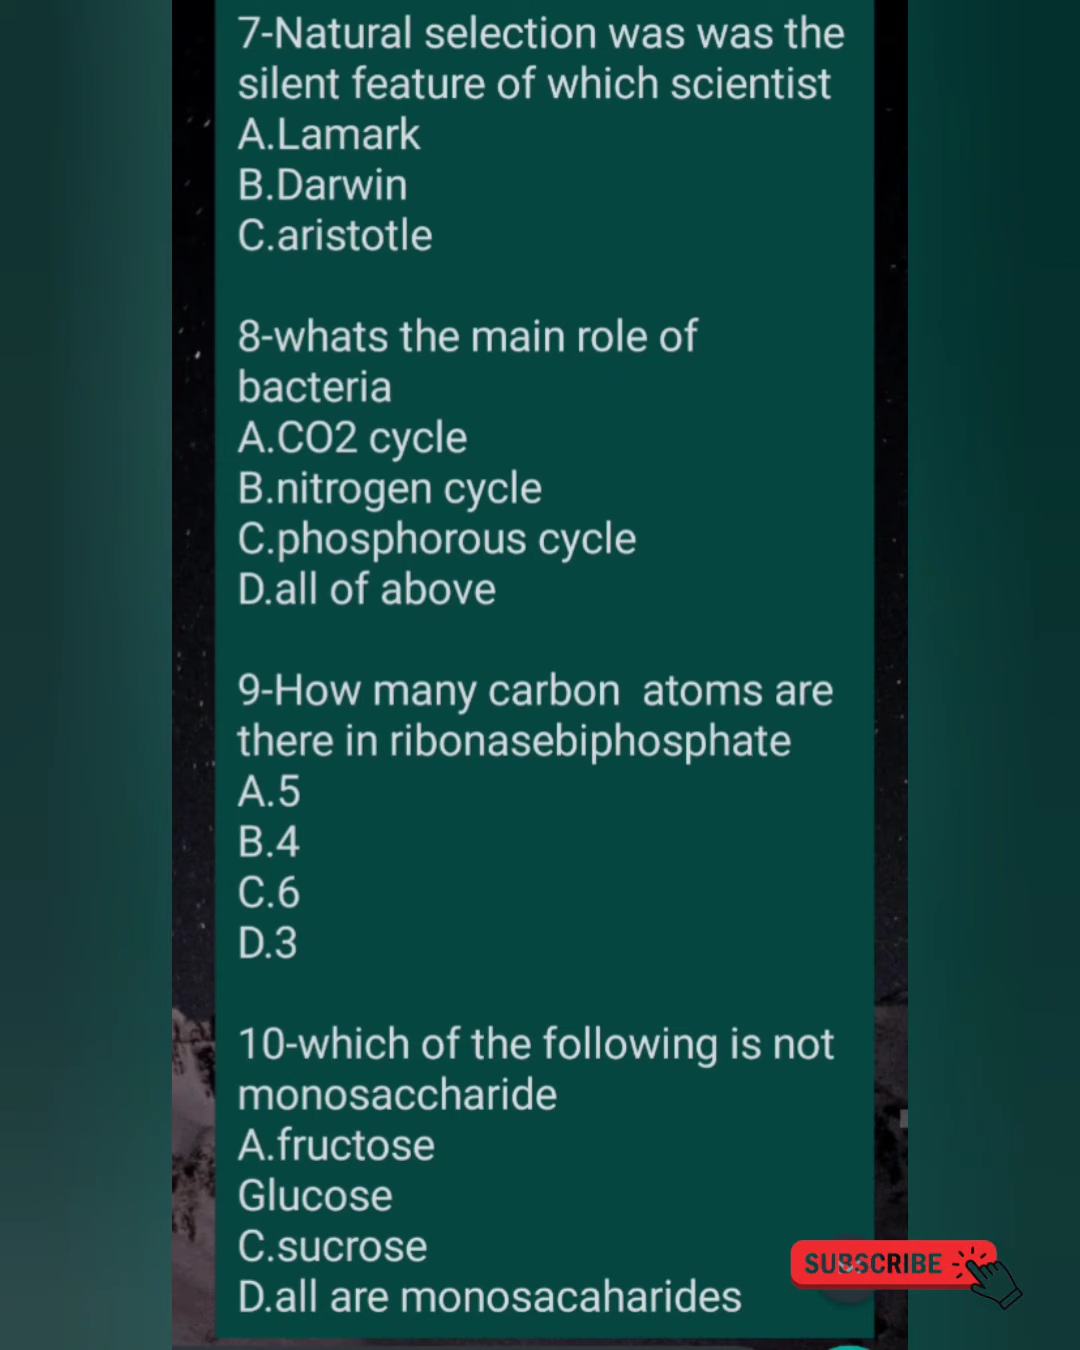 7-Natural selection was was the
silent feature of which scientist
A.Lamark
B.Darwin
C.aristotle
8-whats the main role of
bacteria
A.CO2 cycle
B.nitrogen cycle
C.phosphorous cycle
D.all of above
9-How many carbon  atoms are
there in ribonasebiphosphate
A.5
B.4
C.6
D.3
10-which of the following is not
monosaccharide
A.fructose
Glucose
C.sucrose
D.all are monosacaharides
SUBSCRIBE